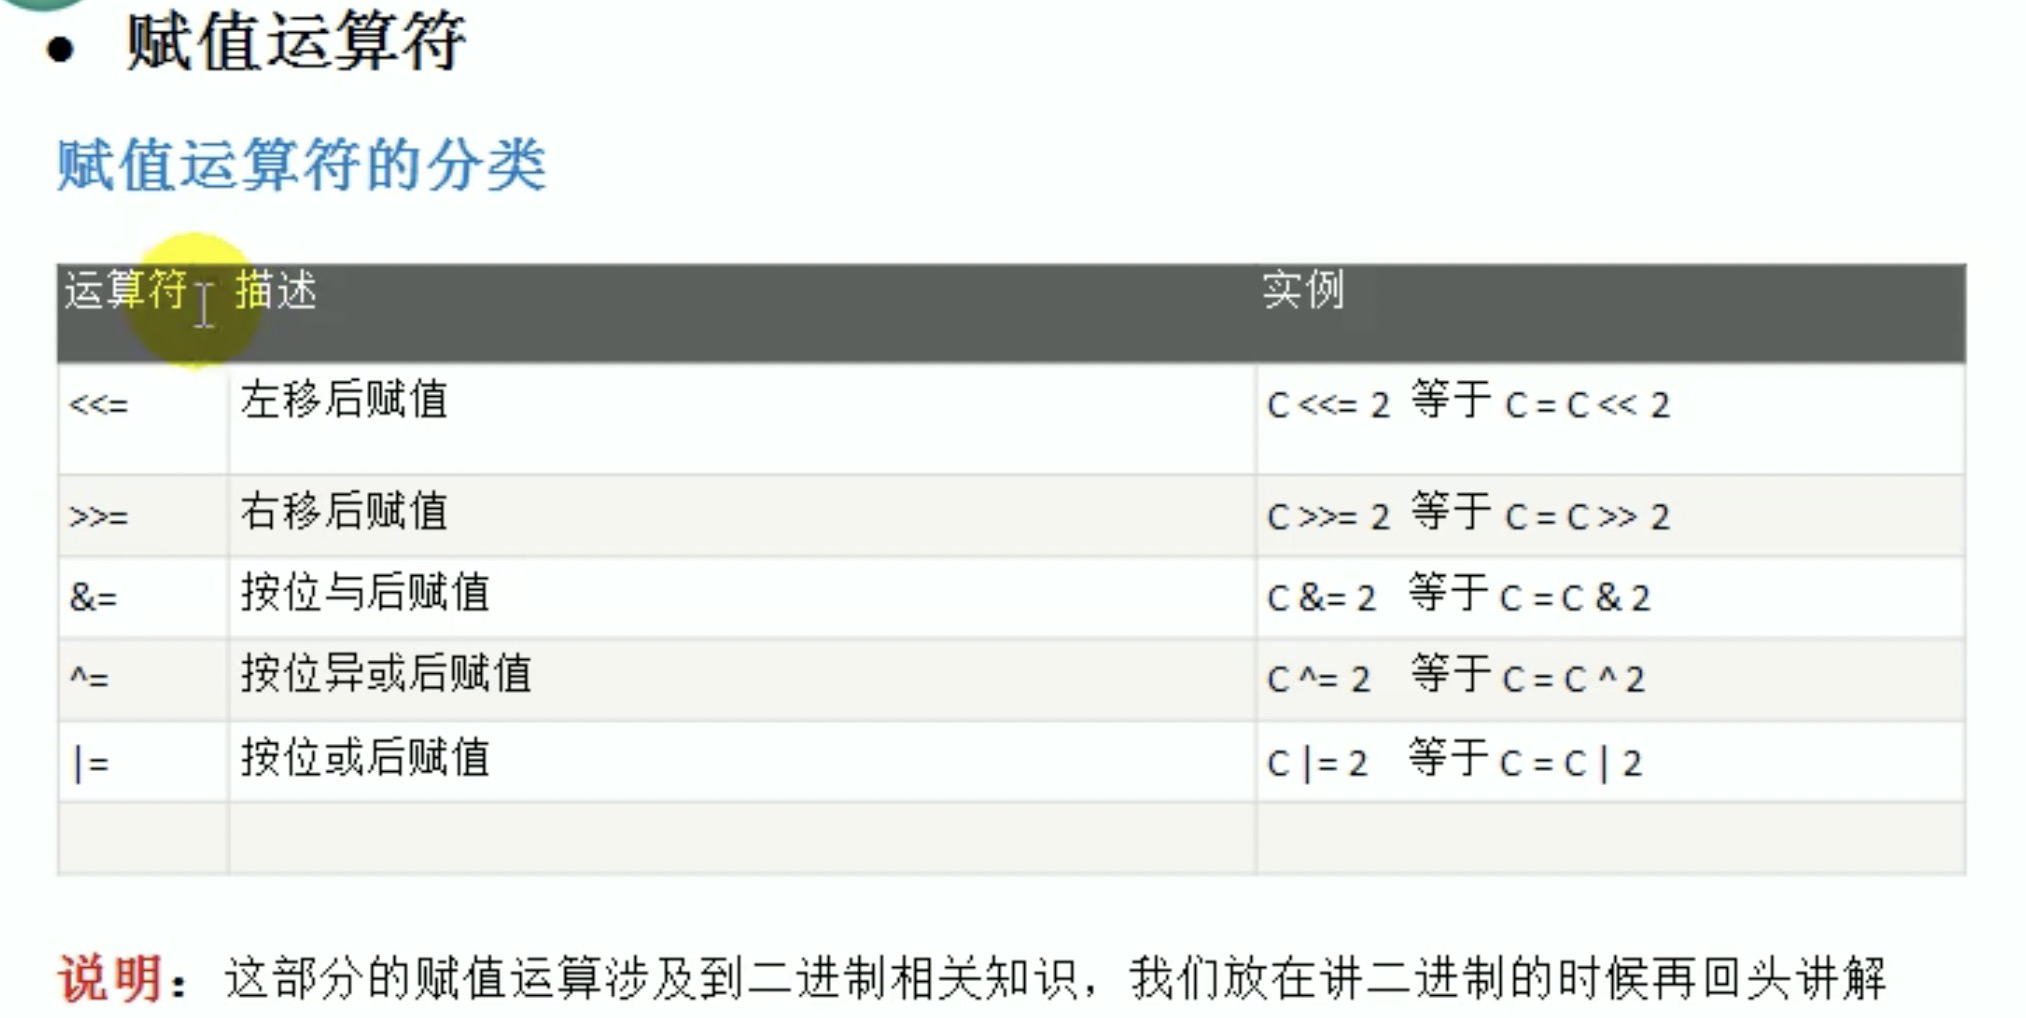 • 赋值运算符
赋值运算符的分类
运算符 描述 实例
<<= 左移后赋值 C <<= 2 等于 C = C << 2
>>= 右移后赋值 C >>= 2 等于 C = C >> 2
&= 按位与后赋值 C &= 2 等于 C = C & 2
^= 按位异或后赋值 C ^= 2 等于 C = C ^ 2
|= 按位或后赋值 C |= 2 等于 C = C | 2
说明：这部分的赋值运算涉及到二进制相关知识，我们放在讲二进制的时候再回头讲解